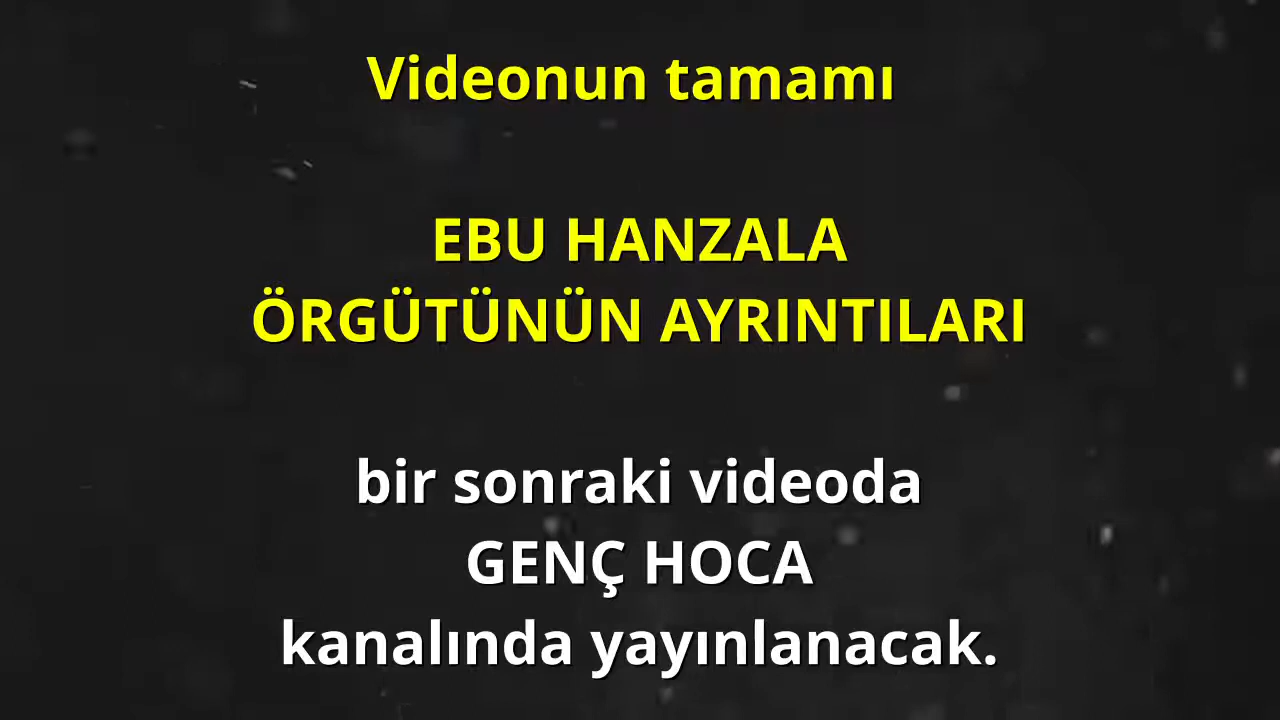 Videonun tamamı
EBU HANZALA
ÖRGÜTÜNÜN AYRINTILARI
bir sonraki videoda
GENÇ HOCA
kanalında yayınlanacak.